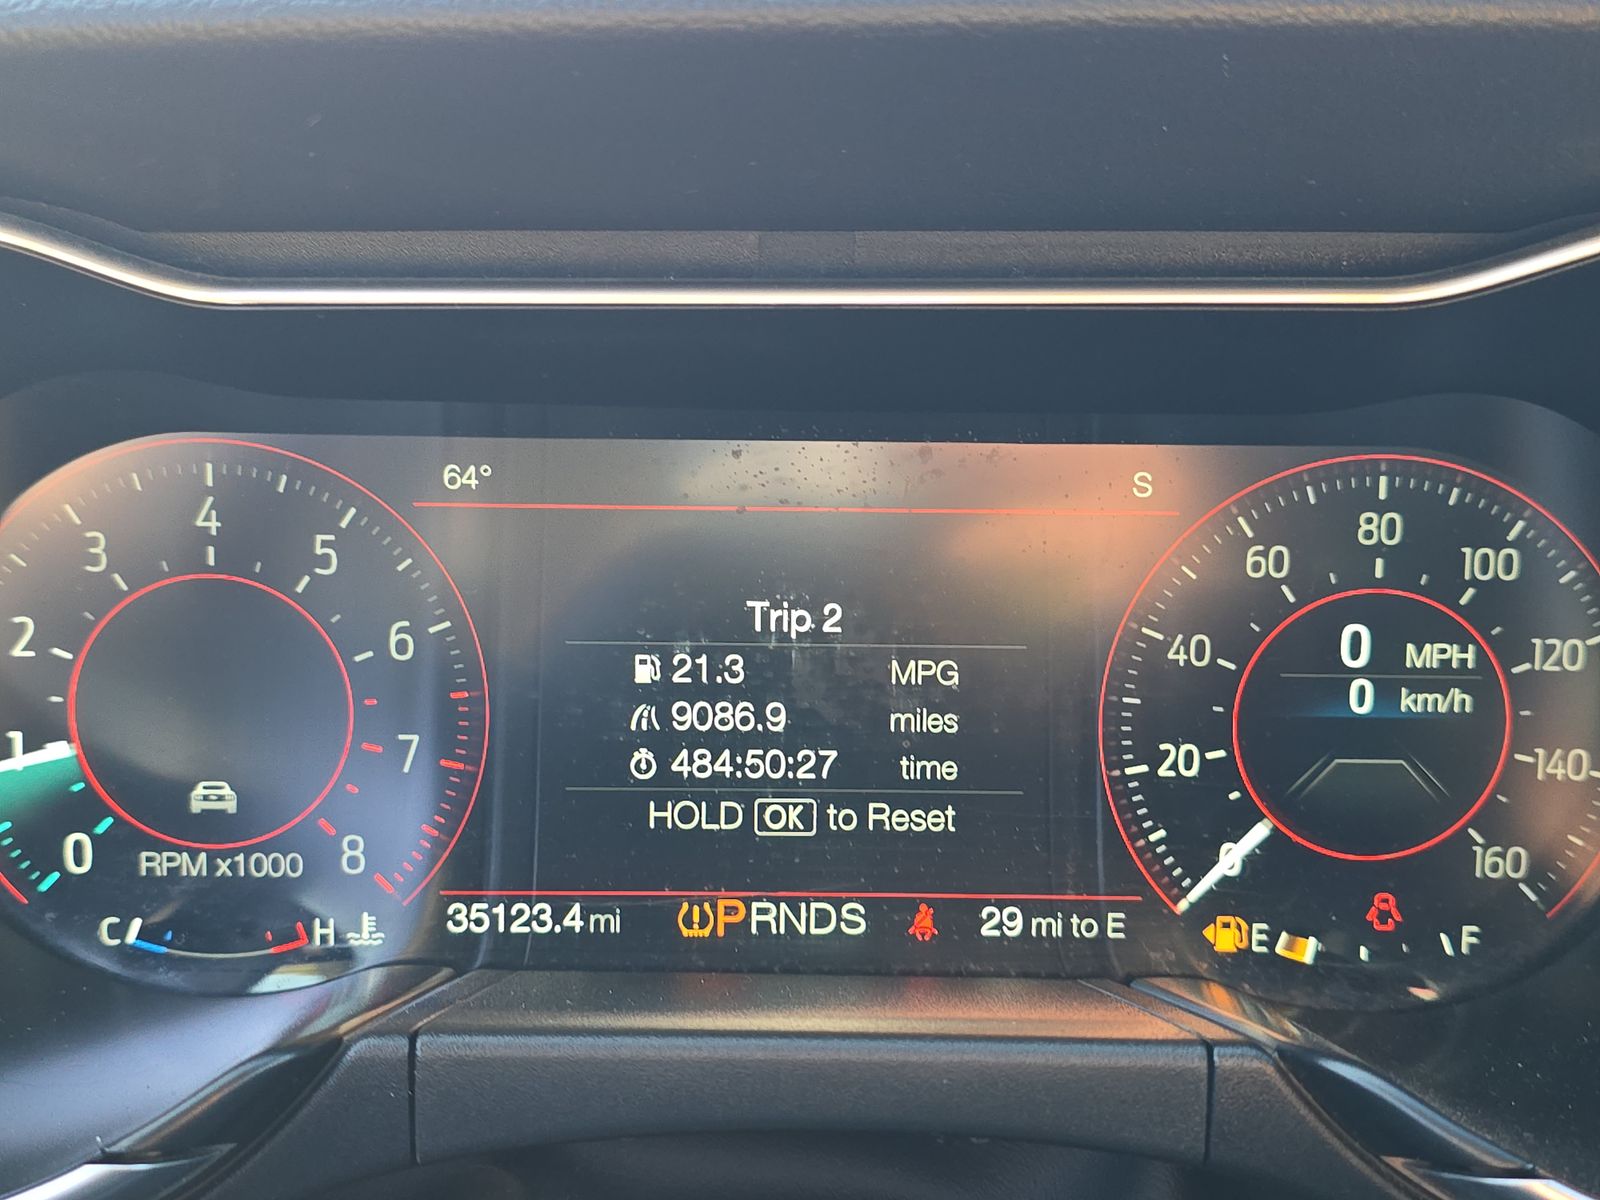 64° S
Trip 2
21.3 MPG
9086.9 miles
484:50:27 time
HOLD OK to Reset
35123.4 mi PRNDS 29 mi to E
0 1 2 3 4 5 6 7 8
RPM x1000
C H
0 20 40 60 80 100 120 140 160
0 MPH
0 km/h
E F